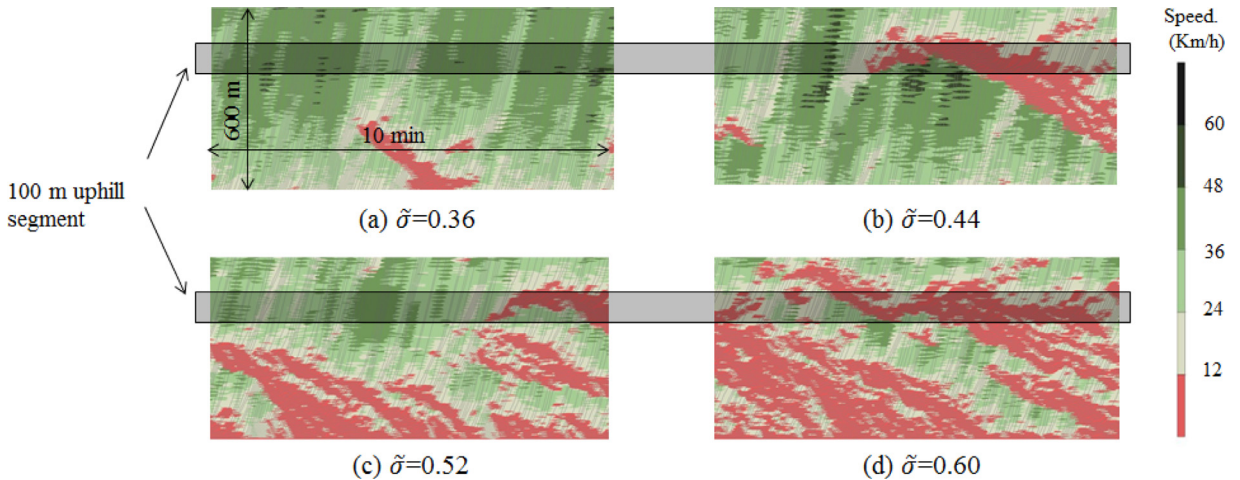 Speed.
(Km/h)
600 m
10 min
60
48
36
24
12
100 m uphill
segment
(a) σ̃=0.36
(b) σ̃=0.44
(c) σ̃=0.52
(d) σ̃=0.60